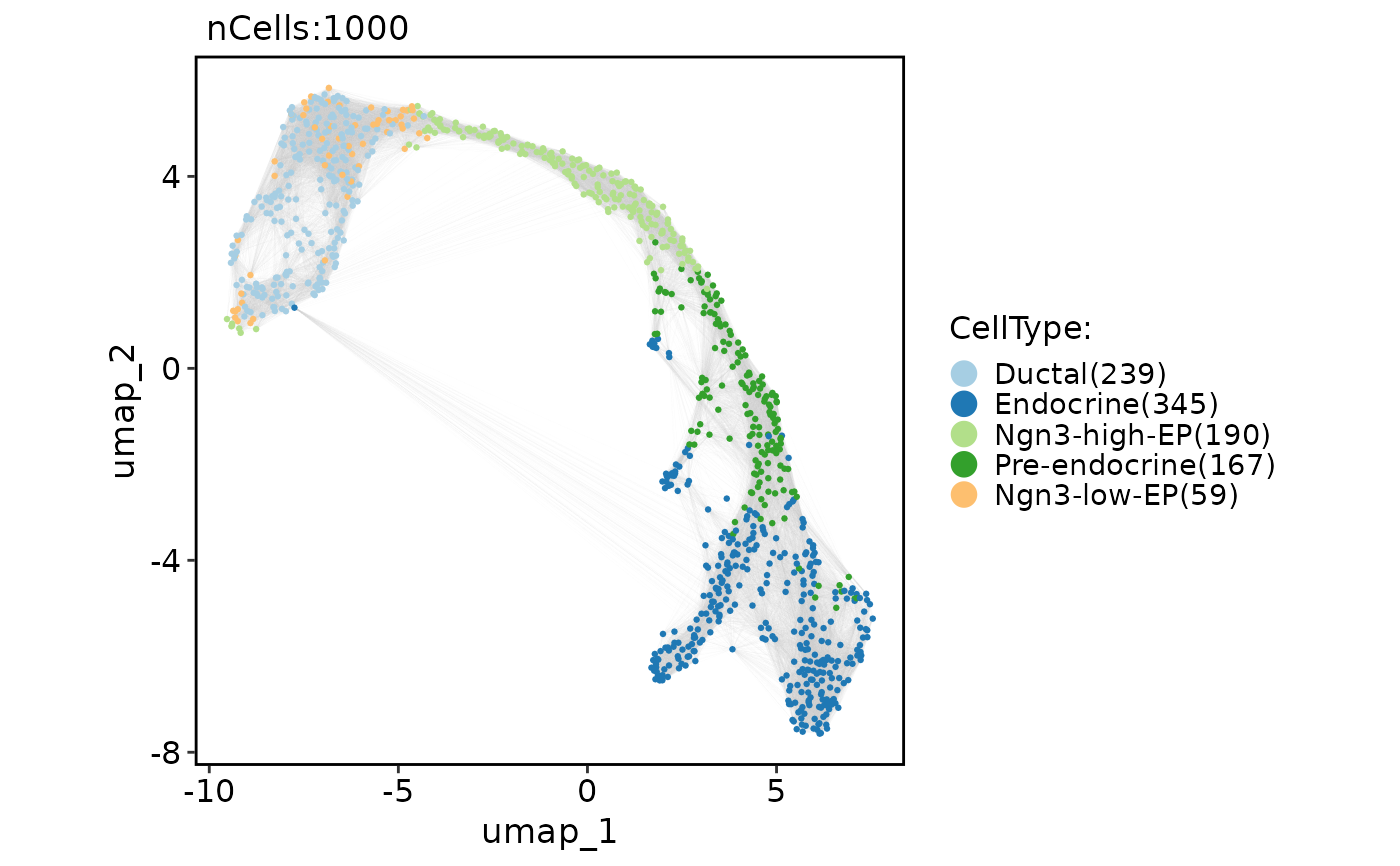 nCells:1000
4
0
-4
-8
umap_2
-10
-5
0
5
umap_1
CellType:
Ductal(239)
Endocrine(345)
Ngn3-high-EP(190)
Pre-endocrine(167)
Ngn3-low-EP(59)